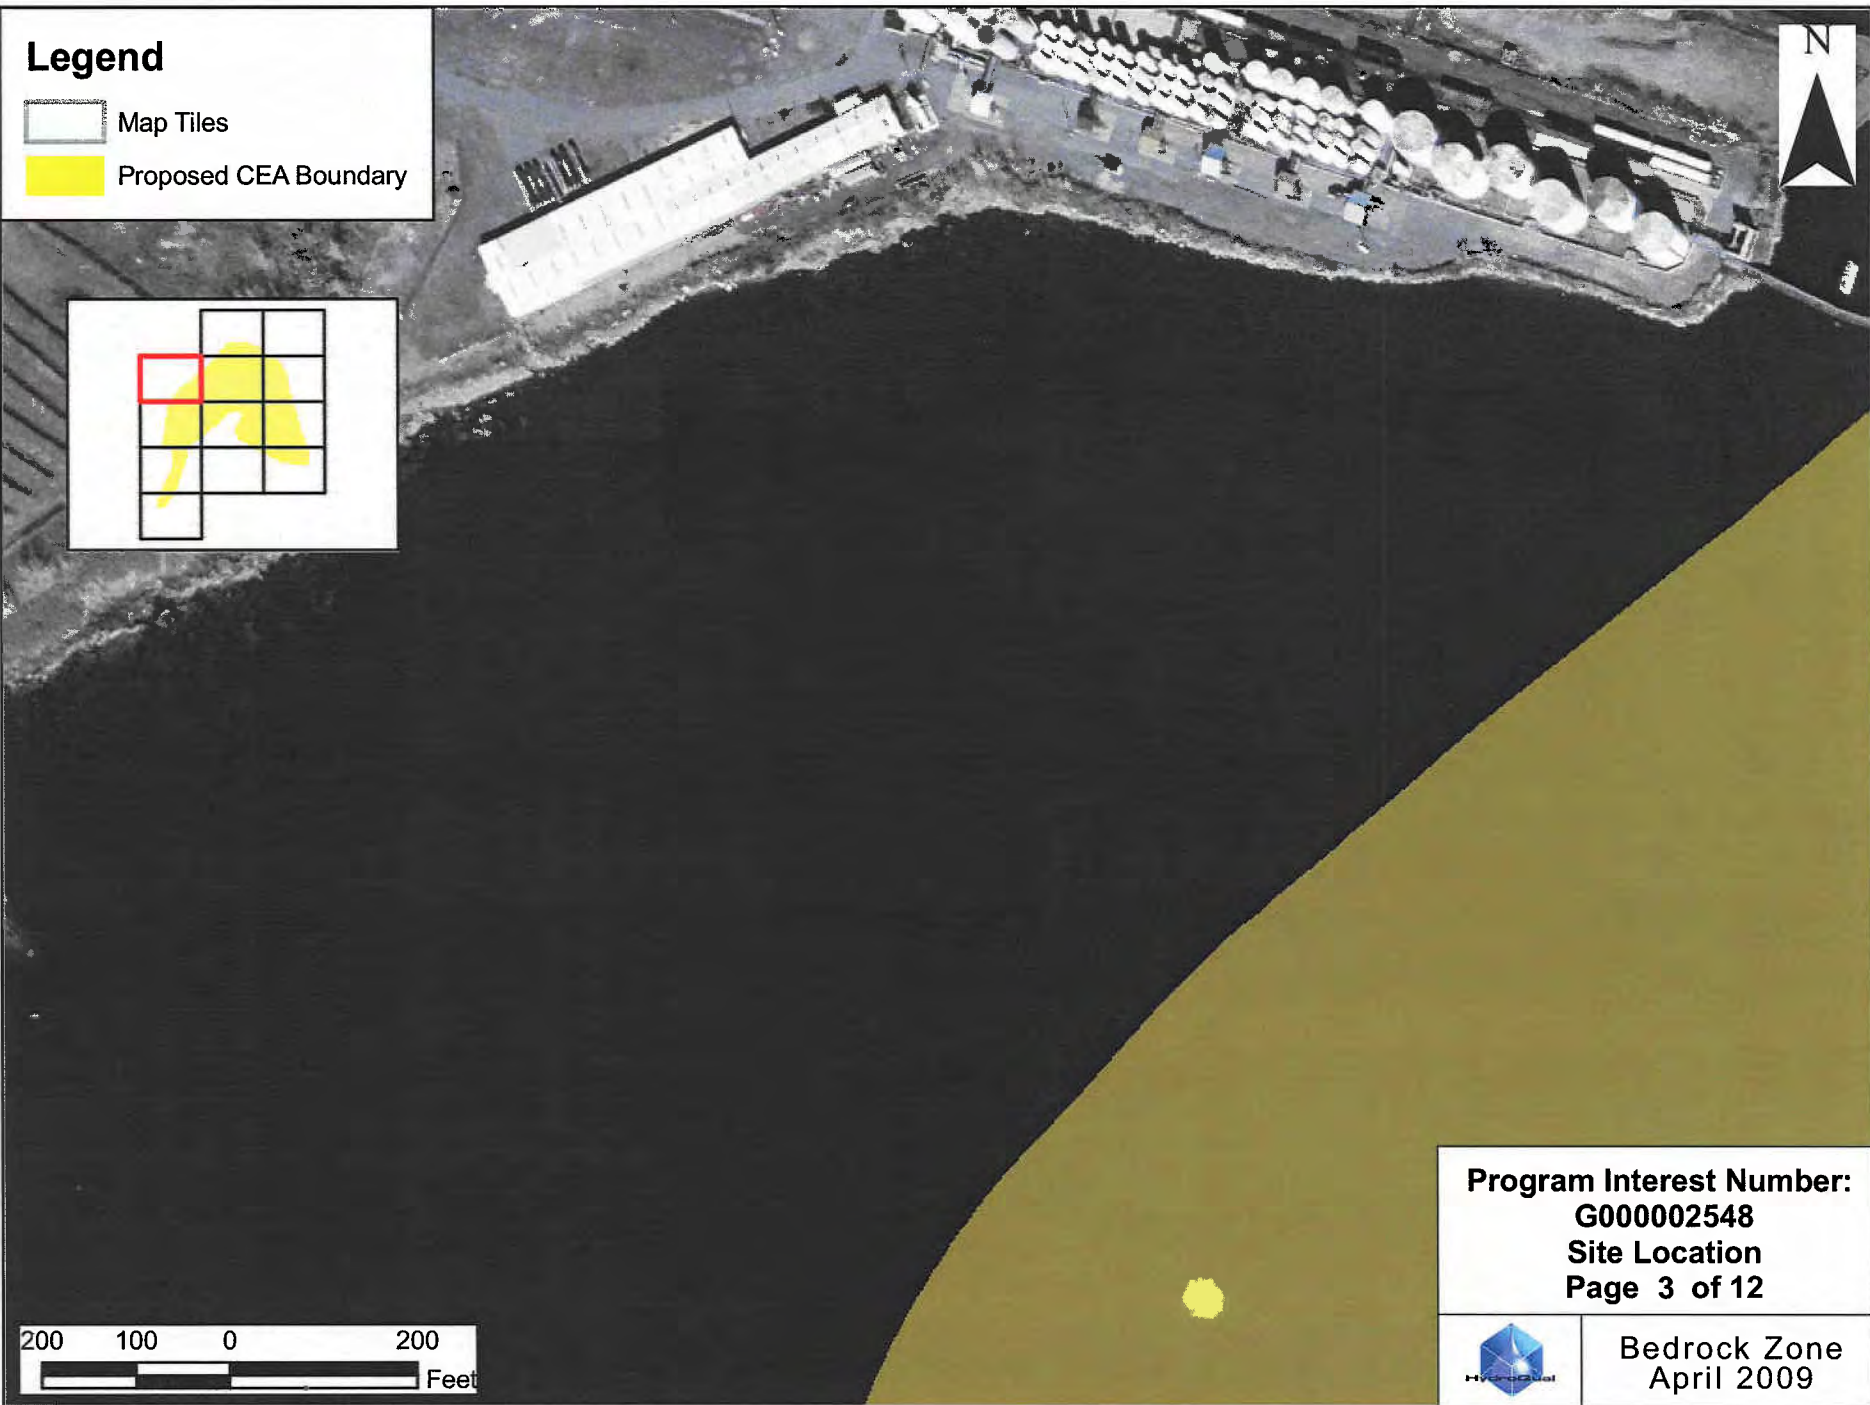 Legend
Map Tiles
Proposed CEA Boundary
N
Program Interest Number:
G000002548
Site Location
Page 3 of 12
HydroQual
Bedrock Zone
April 2009
200 100 0 200
Feet